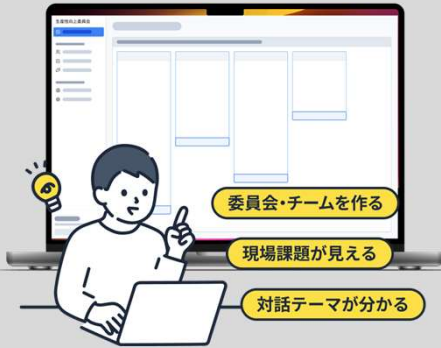 生産性向上委員会
委員会・チームを作る
現場課題が見える
対話テーマが分かる